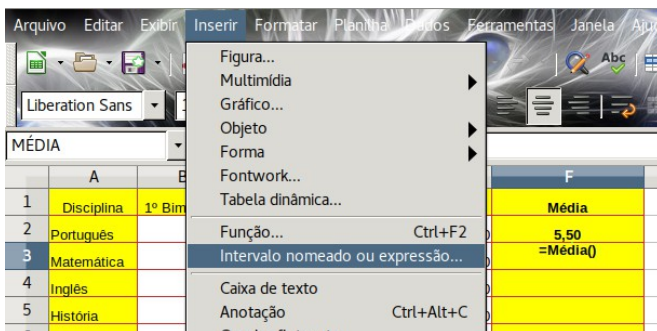 Arquivo Editar Exibir Inserir Formatar Planilha Dados Ferramentas Janela
Figura...
Multimídia
Gráfico...
Objeto
Forma
Fontwork...
Tabela dinâmica...
Função... Ctrl+F2
Intervalo nomeado ou expressão...
Caixa de texto
Anotação Ctrl+Alt+C
Abc
Liberation Sans
MÉDIA
A F
1 Disciplina 1º Bim Média
2 Português 5,50
3 Matemática =Média()
4 Inglês
5 História